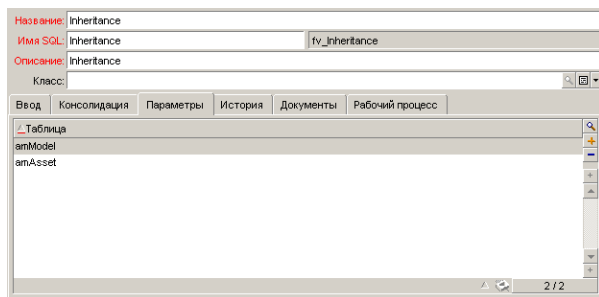 Название: Inheritance
Имя SQL: Inheritance fv_Inheritance
Описание: Inheritance
Класс:
Ввод Консолидация Параметры История Документы Рабочий процесс
Таблица
amModel
amAsset
2 / 2